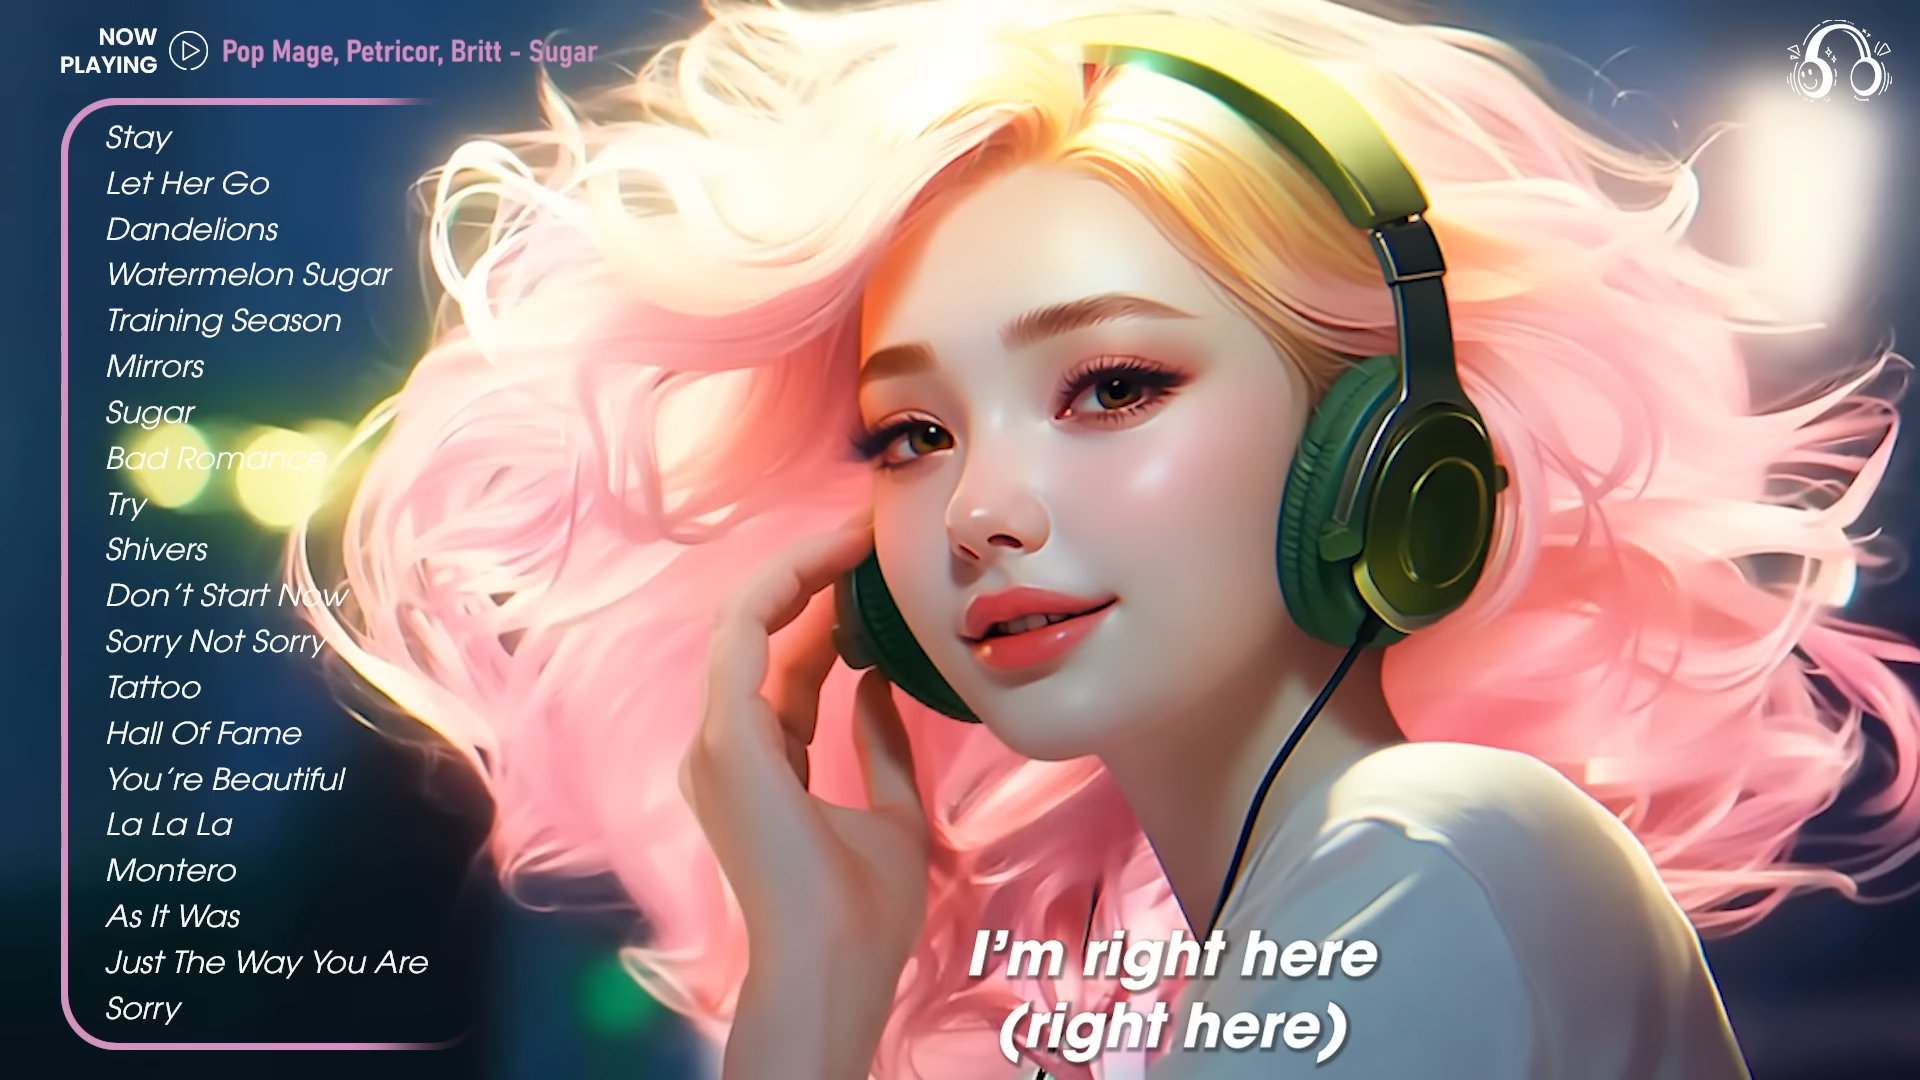 NOW
PLAYING
Pop Mage, Petricor, Britt - Sugar
Stay
Let Her Go
Dandelions
Watermelon Sugar
Training Season
Mirrors
Sugar
Bad Romance
Try
Shivers
Don't Start Now
Sorry Not Sorry
Tattoo
Hall Of Fame
You're Beautiful
La La La
Montero
As It Was
Just The Way You Are
Sorry
I'm right here
(right here)